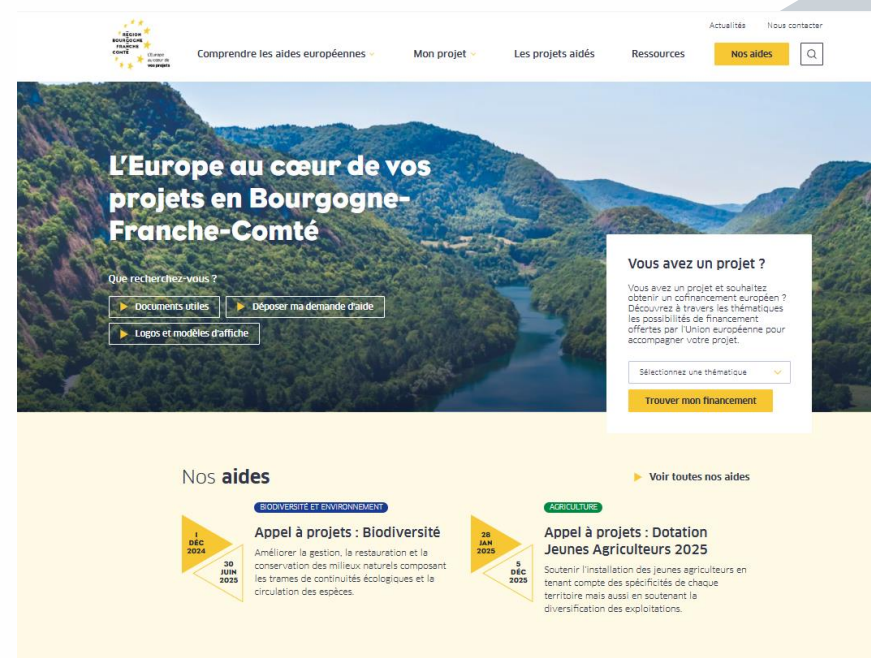 Actualités Nous contacter
RÉGION
BOURGOGNE
FRANCHE
COMTÉ
L'Europe
au cœur de
vos projets
Comprendre les aides européennes Mon projet Les projets aidés Ressources Nos aides
L'Europe au cœur de vos
projets en Bourgogne-
Franche-Comté
Que recherchez-vous ?
Documents utiles Déposer ma demande d'aide
Logos et modèles d'affiche
Vous avez un projet ?
Vous avez un projet et souhaitez
obtenir un cofinancement européen ?
Découvrez à travers les thématiques
les possibilités de financement
offertes par l'Union européenne pour
accompagner votre projet.
Sélectionnez une thématique
Trouver mon financement
Nos aides
Voir toutes nos aides
BIODIVERSITÉ ET ENVIRONNEMENT
1
DÉC
2024
30
JUIN
2025
Appel à projets : Biodiversité
Améliorer la gestion, la restauration et la
conservation des milieux naturels composant
les trames de continuités écologiques et la
circulation des espèces.
AGRICULTURE
28
JAN
2025
5
DÉC
2025
Appel à projets : Dotation
Jeunes Agriculteurs 2025
Soutenir l'installation des jeunes agriculteurs en
tenant compte des spécificités de chaque
territoire mais aussi en soutenant la
diversification des exploitations.